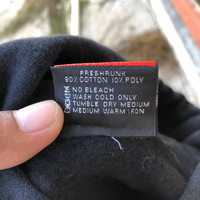 PRESHRUNK
90% COTTON 10% POLY
NO BLEACH
WASH COLD ONLY
TUMBLE DRY MEDIUM
MEDIUM WARM IRON